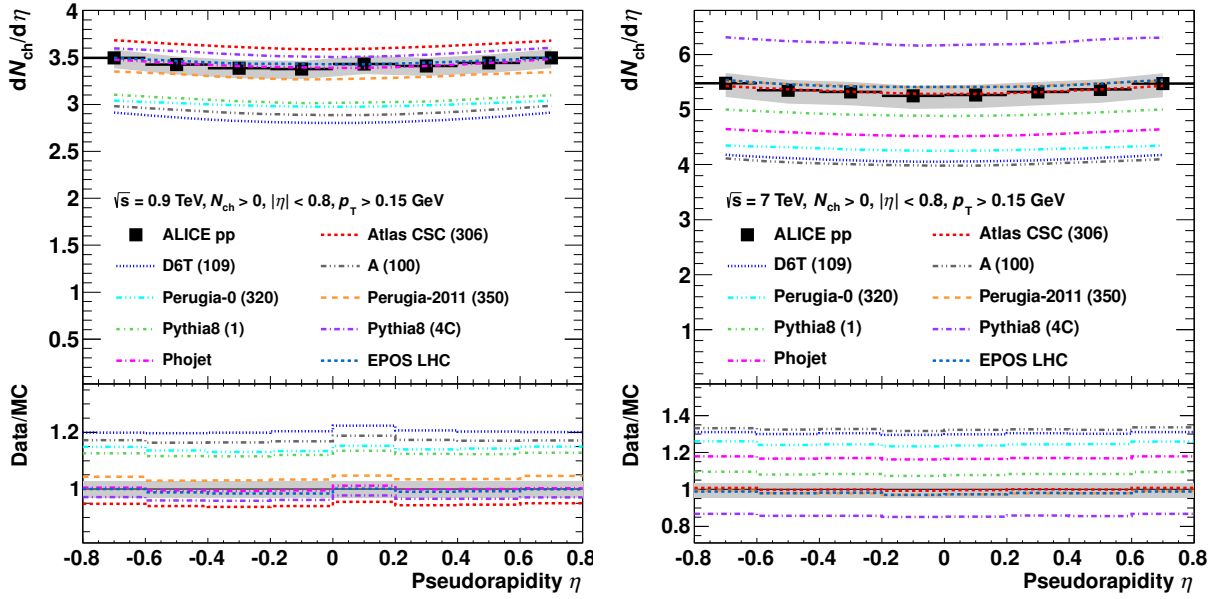 dN_ch/dη
4
3.5
3
2.5
2
1.5
1
0.5
√s = 0.9 TeV, N_ch > 0, |η| < 0.8, p_T > 0.15 GeV
ALICE pp
Atlas CSC (306)
D6T (109)
A (100)
Perugia-0 (320)
Perugia-2011 (350)
Pythia8 (1)
Pythia8 (4C)
Phojet
EPOS LHC
Data/MC
1.2
1
-0.8 -0.6 -0.4 -0.2 0 0.2 0.4 0.6 0.8
Pseudorapidity η
dN_ch/dη
6
5
4
3
2
1
√s = 7 TeV, N_ch > 0, |η| < 0.8, p_T > 0.15 GeV
ALICE pp
Atlas CSC (306)
D6T (109)
A (100)
Perugia-0 (320)
Perugia-2011 (350)
Pythia8 (1)
Pythia8 (4C)
Phojet
EPOS LHC
Data/MC
1.4
1.2
1
0.8
-0.8 -0.6 -0.4 -0.2 0 0.2 0.4 0.6 0.8
Pseudorapidity η